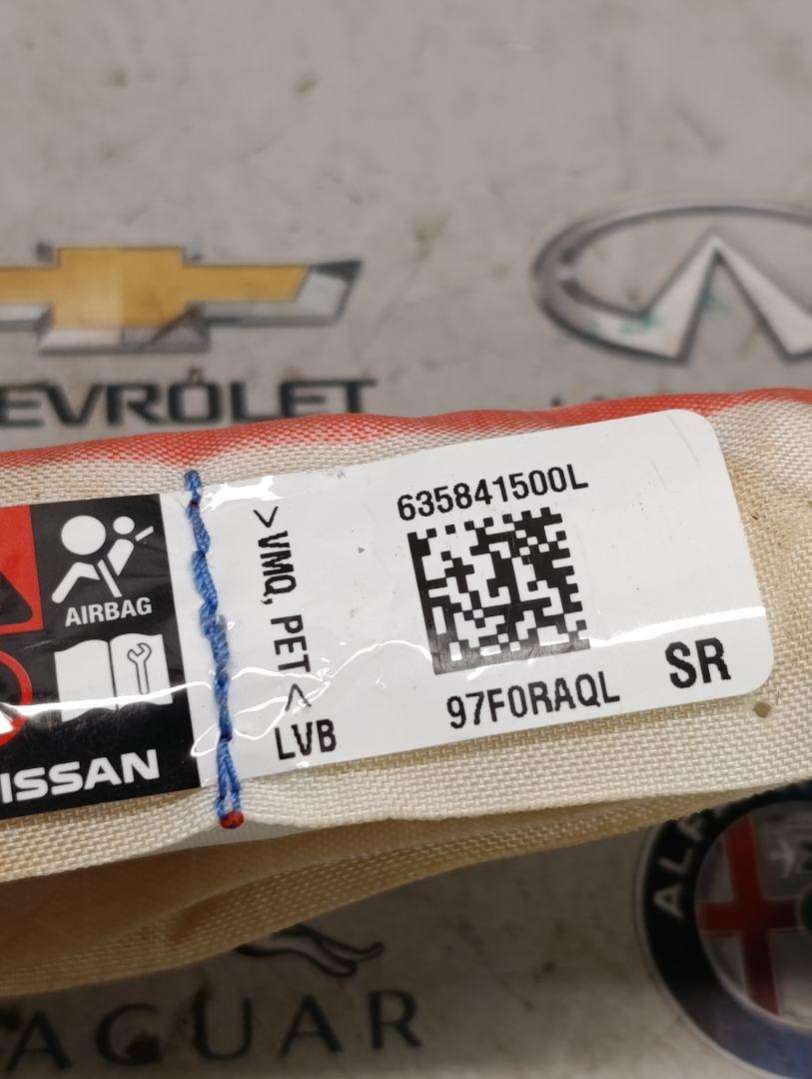 EVROLET
635841500L
>VMQ, PET<
AIRBAG
97F0RAQL
SR
LVB
ISSAN
AGUAR